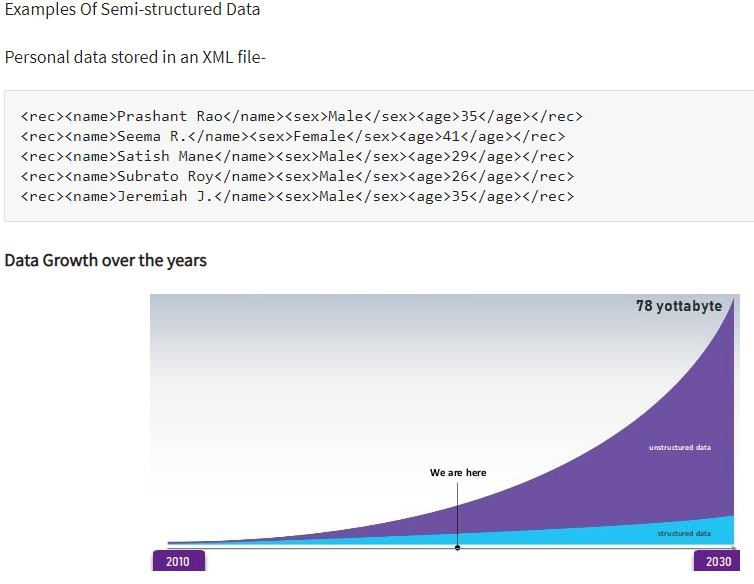 Examples Of Semi-structured Data
Personal data stored in an XML file-
<rec><name>Prashant Rao</name><sex>Male</sex><age>35</age></rec>
<rec><name>Seema R.</name><sex>Female</sex><age>41</age></rec>
<rec><name>Satish Mane</name><sex>Male</sex><age>29</age></rec>
<rec><name>Subrato Roy</name><sex>Male</sex><age>26</age></rec>
<rec><name>Jeremiah J.</name><sex>Male</sex><age>35</age></rec>
Data Growth over the years
78 yottabyte
unstructured data
We are here
structured data
2010
2030